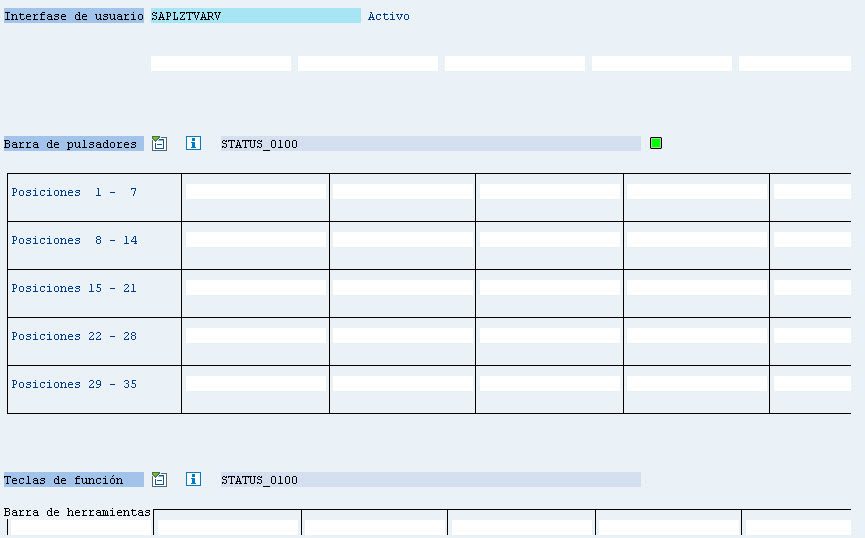 Interfase de usuario SAPLZTVARV Activo
Barra de pulsadores STATUS_0100
Posiciones 1 - 7
Posiciones 8 - 14
Posiciones 15 - 21
Posiciones 22 - 28
Posiciones 29 - 35
Teclas de función STATUS_0100
Barra de herramientas